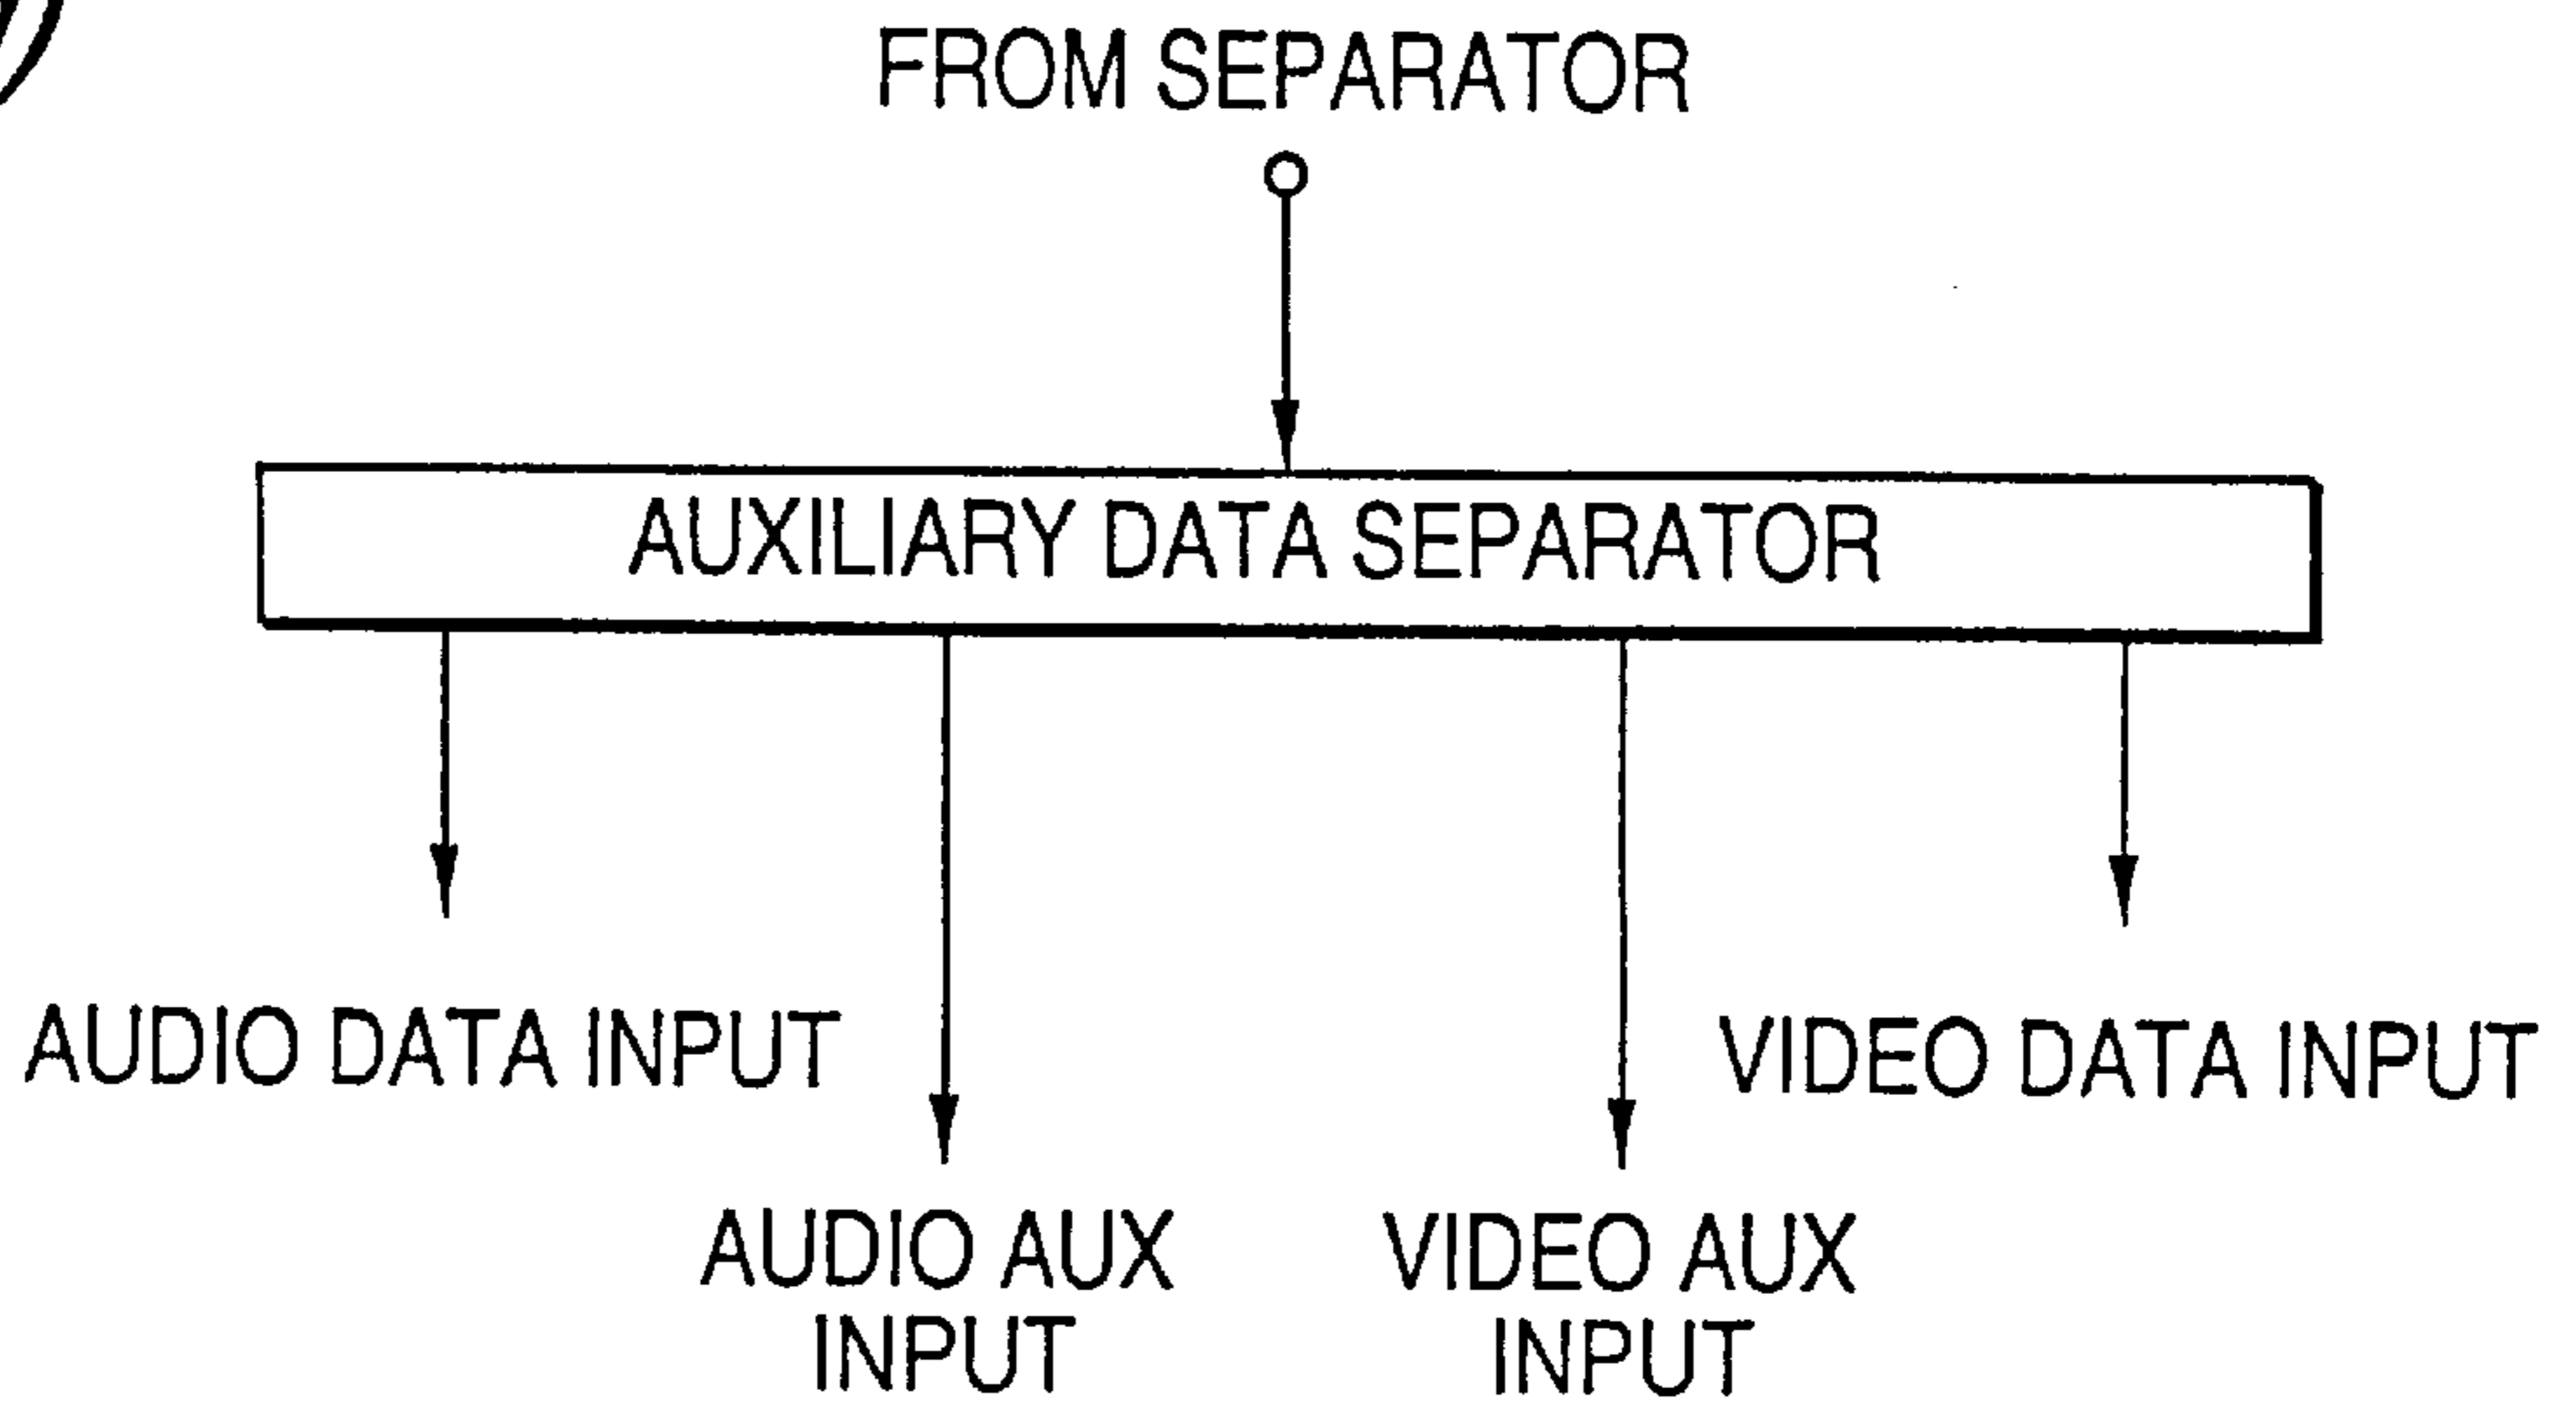 FROM SEPARATOR
AUXILIARY DATA SEPARATOR
AUDIO DATA INPUT
VIDEO DATA INPUT
AUDIO AUX
INPUT
VIDEO AUX
INPUT